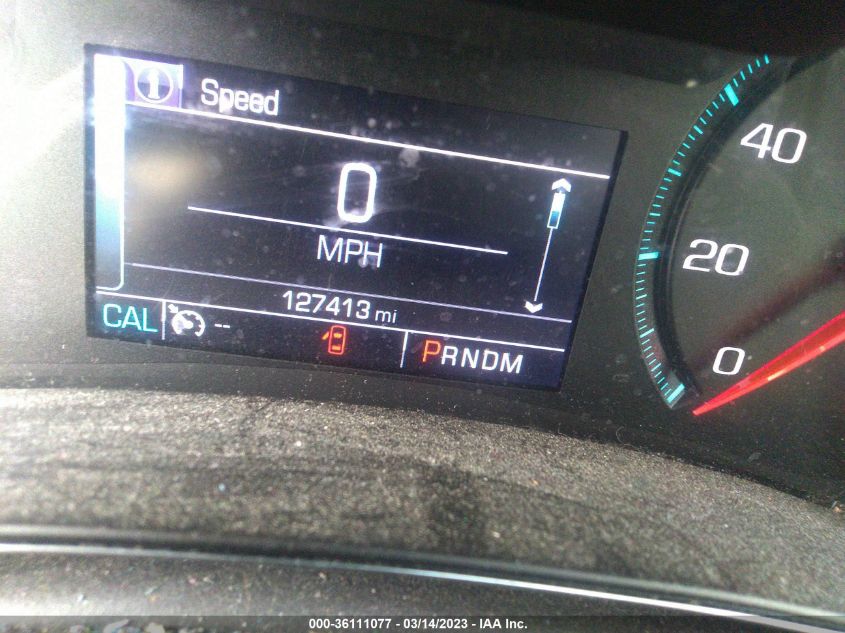 Speed
0
MPH
127413 mi
CAL --
PRNDM
40
20
0
000-36111077 - 03/14/2023 - IAA Inc.